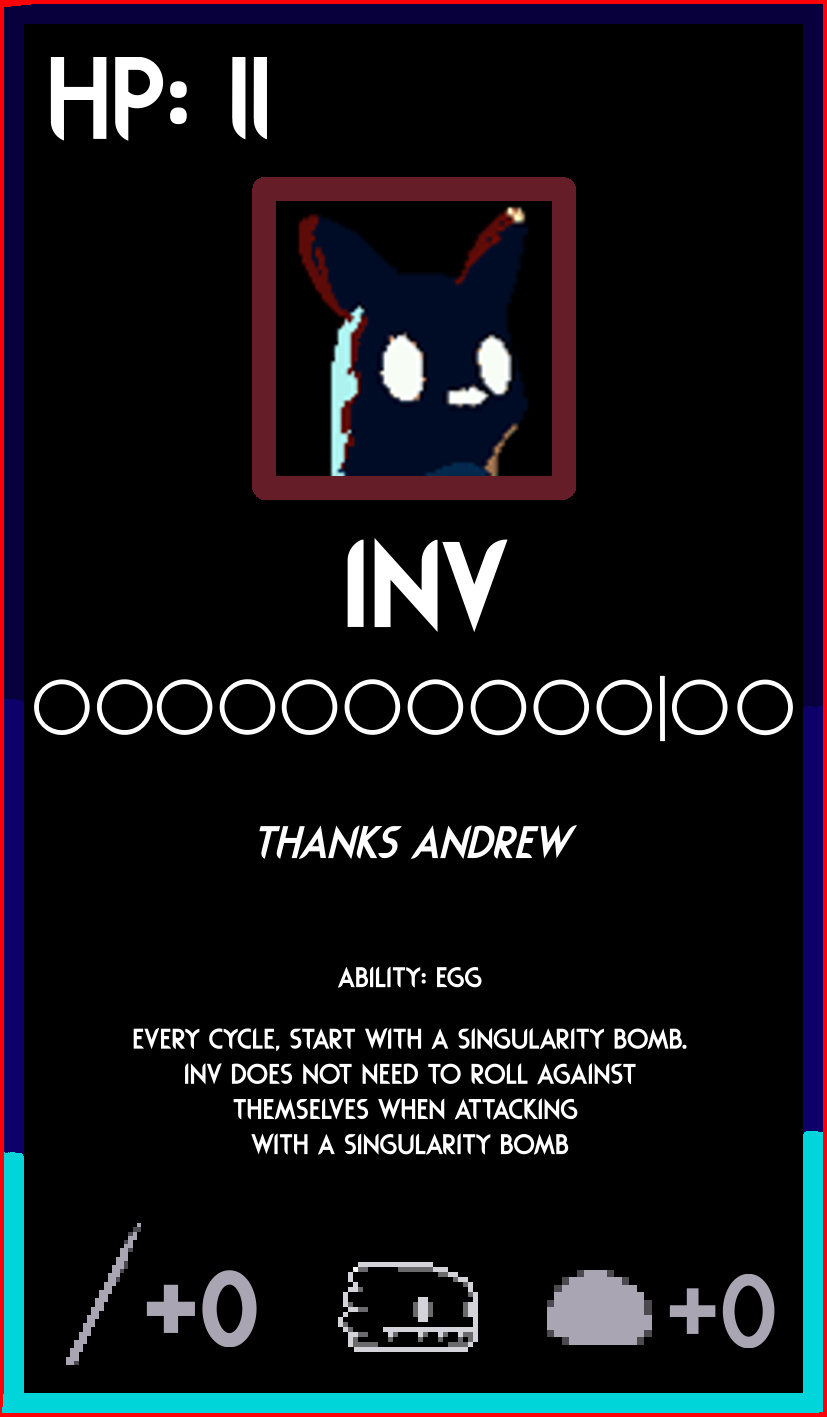 HP: 11
INV
THANKS ANDREW
ABILITY: EGG
EVERY CYCLE, START WITH A SINGULARITY BOMB.
INV DOES NOT NEED TO ROLL AGAINST
THEMSELVES WHEN ATTACKING
WITH A SINGULARITY BOMB
+0
+0